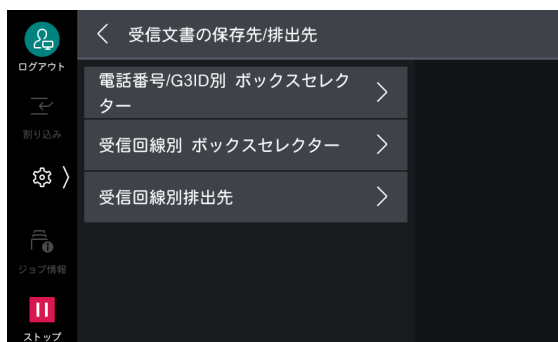 受信文書の保存先/排出先
ログアウト
電話番号/G3ID別 ボックスセレク
ター
割り込み
受信回線別 ボックスセレクター
受信回線別排出先
ジョブ情報
ストップ